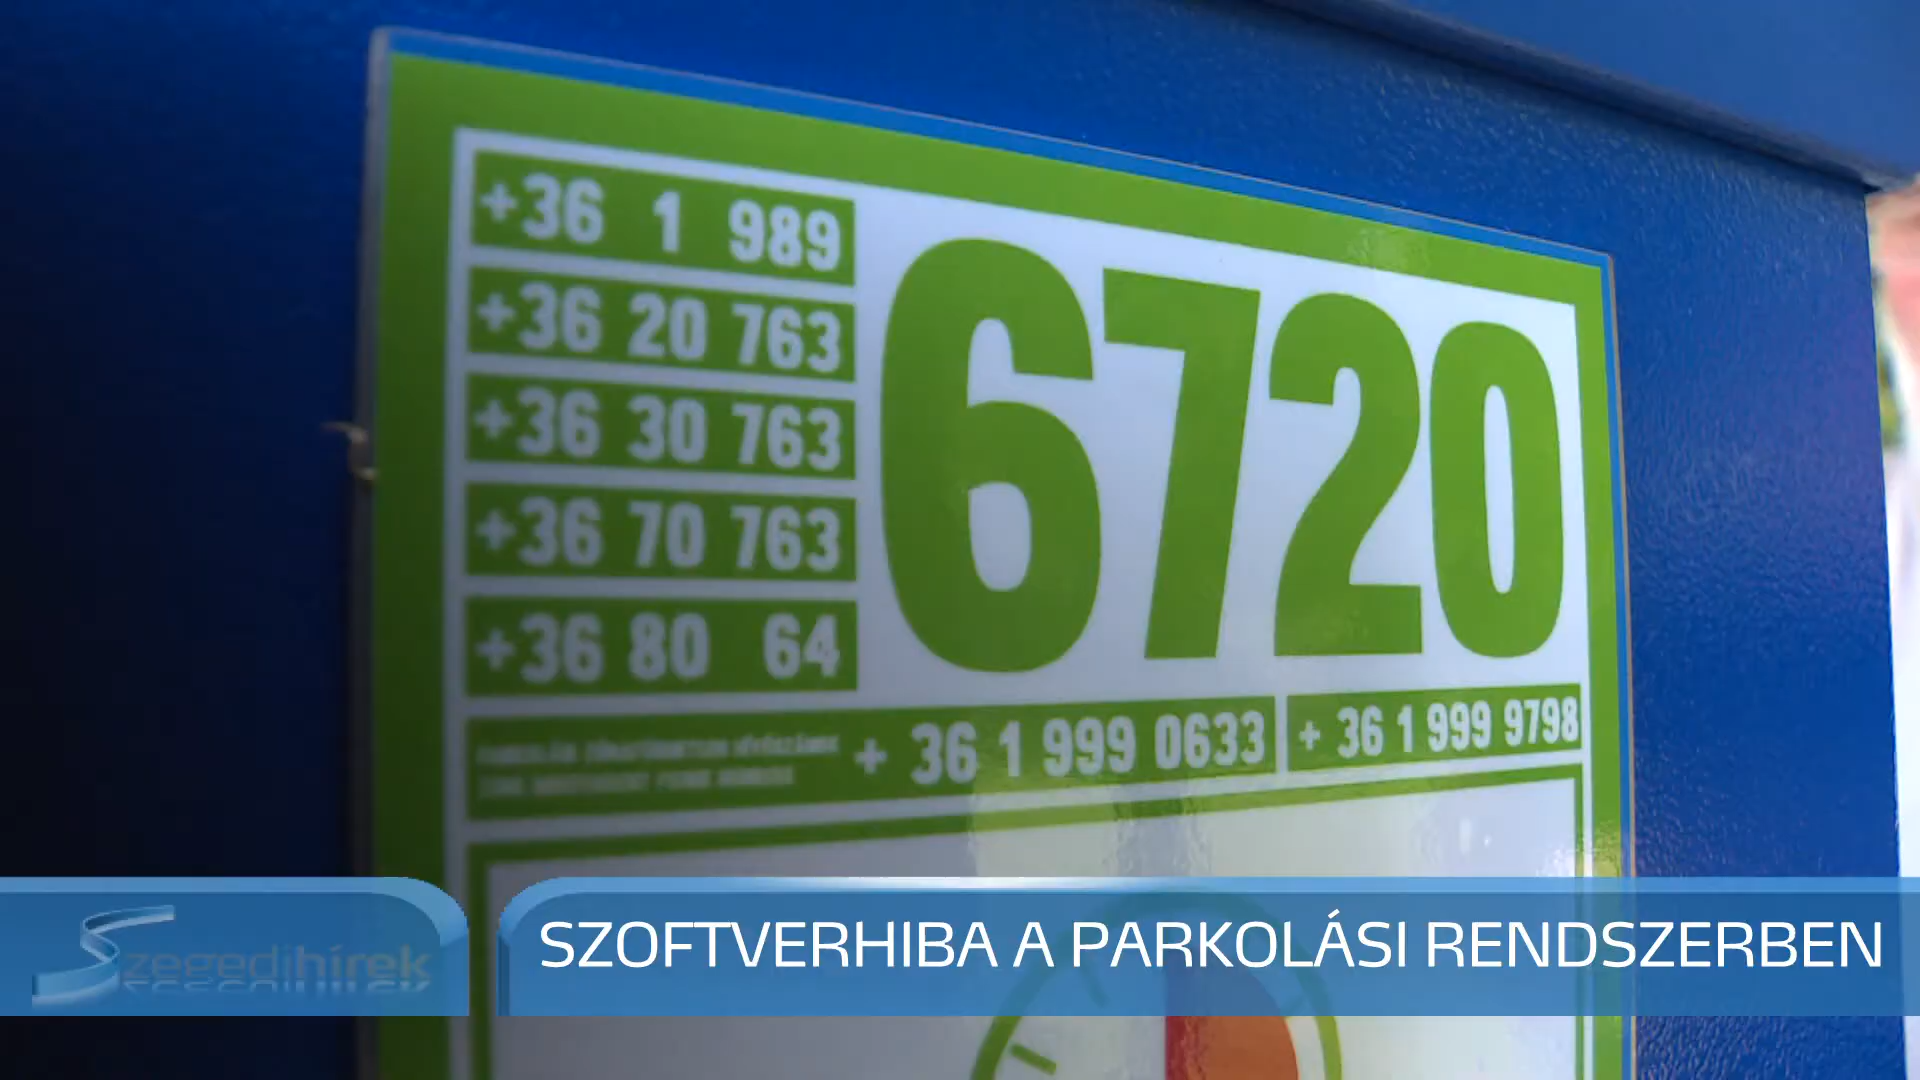 +36 1 989
+36 20 763
+36 30 763
+36 70 763
+36 80 64
6720
+ 36 1 999 0633
+ 36 1 999 9798
szegedihírek
SZOFTVERHIBA A PARKOLÁSI RENDSZERBEN